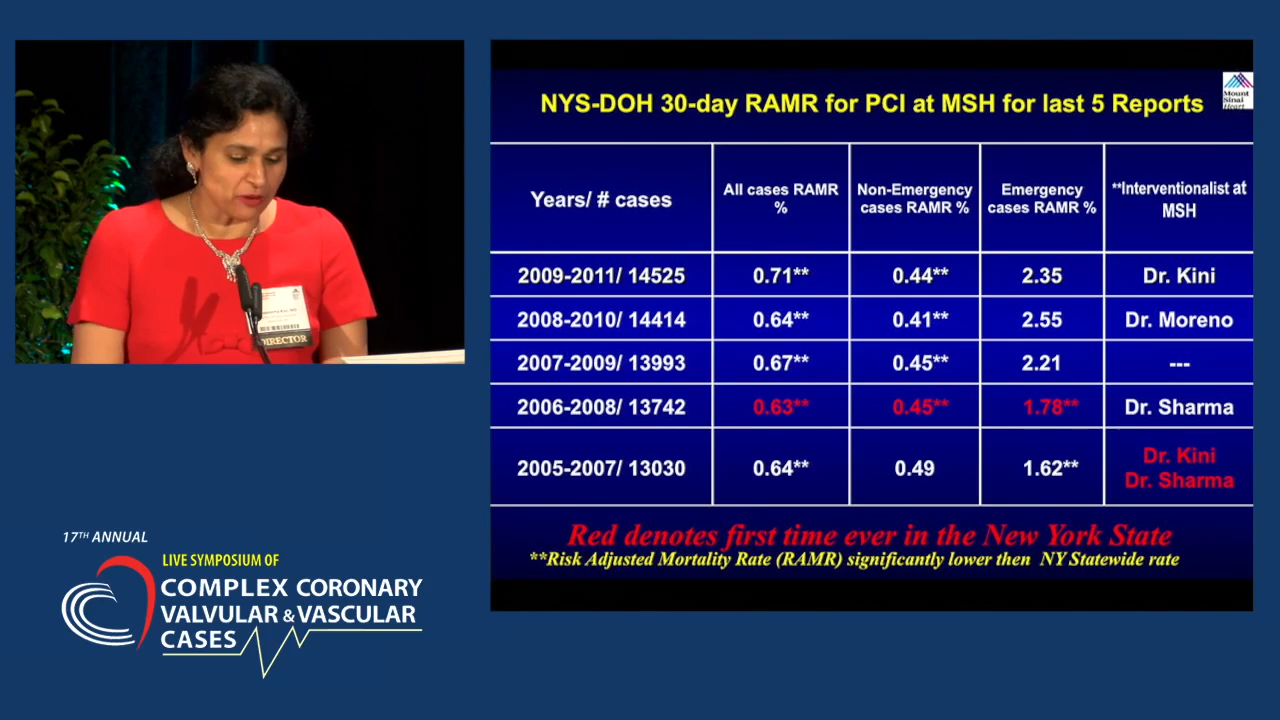 NYS-DOH 30-day RAMR for PCI at MSH for last 5 Reports
Mount
Sinai
Heart
Years/ # cases
All cases RAMR
%
Non-Emergency
cases RAMR %
Emergency
cases RAMR %
**Interventionalist at
MSH
2009-2011/ 14525
0.71**
0.44**
2.35
Dr. Kini
2008-2010/ 14414
0.64**
0.41**
2.55
Dr. Moreno
2007-2009/ 13993
0.67**
0.45**
2.21
---
2006-2008/ 13742
0.63**
0.45**
1.78**
Dr. Sharma
2005-2007/ 13030
0.64**
0.49
1.62**
Dr. Kini
Dr. Sharma
Red denotes first time ever in the New York State
**Risk Adjusted Mortality Rate (RAMR) significantly lower then NY Statewide rate
DIRECTOR
17TH ANNUAL
LIVE SYMPOSIUM OF
COMPLEX CORONARY
VALVULAR & VASCULAR
CASES